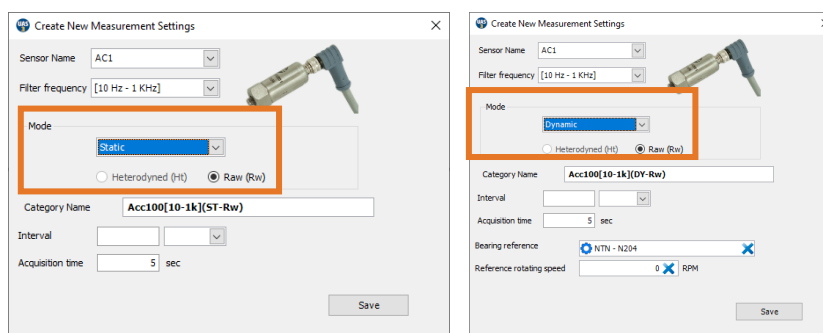 Create New Measurement Settings
Sensor Name AC1
Filter frequency [10 Hz - 1 KHz]
Mode
Static
Heterodyned (Ht) Raw (Rw)
Category Name Acc100[10-1k](ST-Rw)
Interval
Acquisition time 5 sec
Save
Create New Measurement Settings
Sensor Name AC1
Filter frequency [10 Hz - 1 KHz]
Mode
Dynamic
Heterodyned (Ht) Raw (Rw)
Category Name Acc100[10-1k](DY-Rw)
Interval
Acquisition time 5 sec
Bearing reference NTN - N204
Reference rotating speed 0 RPM
Save